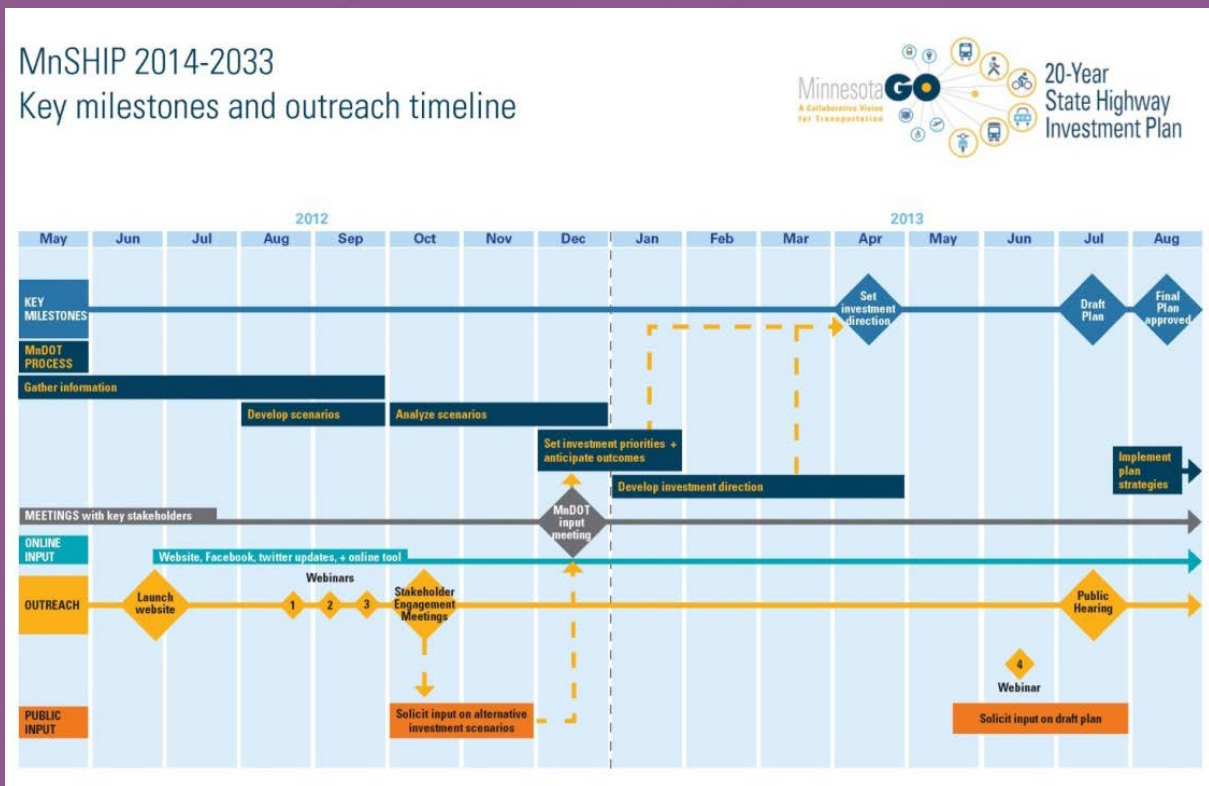 MnSHIP 2014-2033
Key milestones and outreach timeline
MinnesotaGO
A Collaborative Vision
for Transportation
20-Year
State Highway
Investment Plan
2012
2013
May Jun Jul Aug Sep Oct Nov Dec Jan Feb Mar Apr May Jun Jul Aug
KEY
MILESTONES
Set
investment
direction
Draft
Plan
Final
Plan
approved
MnDOT
PROCESS
Gather information
Develop scenarios
Analyze scenarios
Set investment priorities +
anticipate outcomes
Develop investment direction
Implement
plan
strategies
MEETINGS with key stakeholders
MnDOT
input
meeting
ONLINE
INPUT
Website, Facebook, twitter updates, + online tool
OUTREACH
Launch
website
Webinars
1
2
3
Stakeholder
Engagement
Meetings
Public
Hearing
4
Webinar
PUBLIC
INPUT
Solicit input on alternative
investment scenarios
Solicit input on draft plan